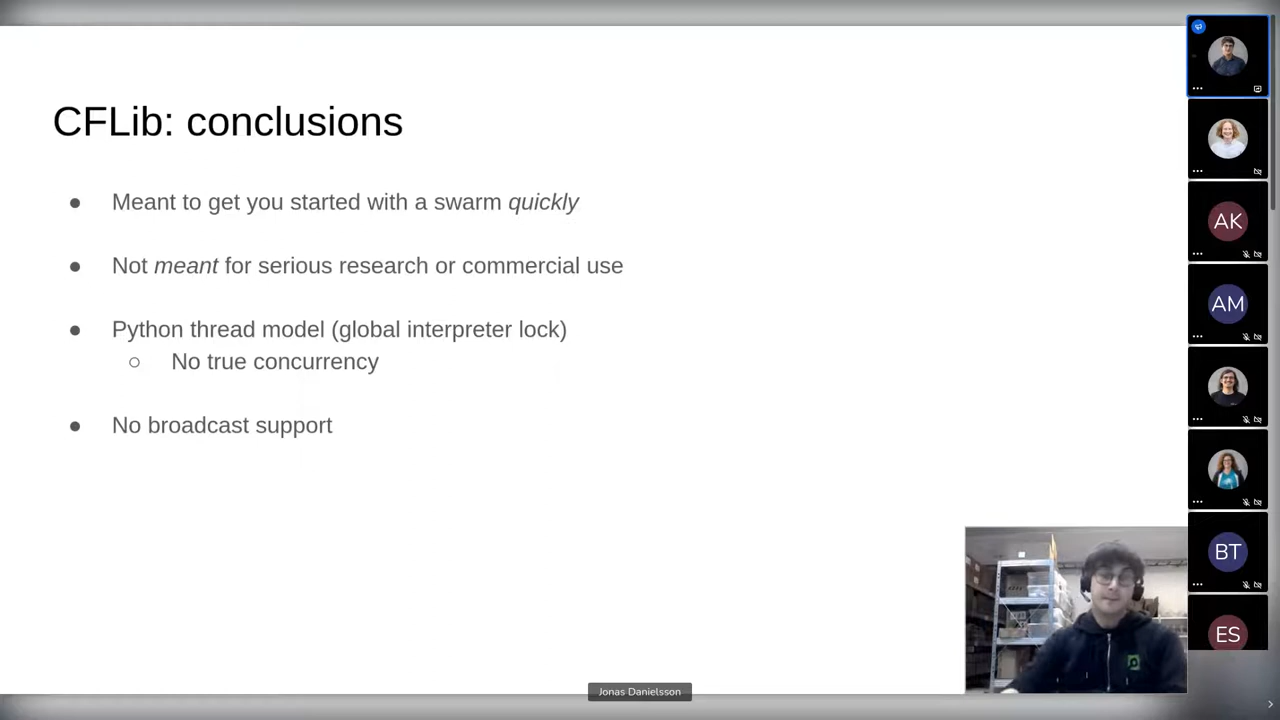 CFLib: conclusions
Meant to get you started with a swarm quickly
Not meant for serious research or commercial use
Python thread model (global interpreter lock)
No true concurrency
No broadcast support
AK
AM
BT
ES
Jonas Danielsson